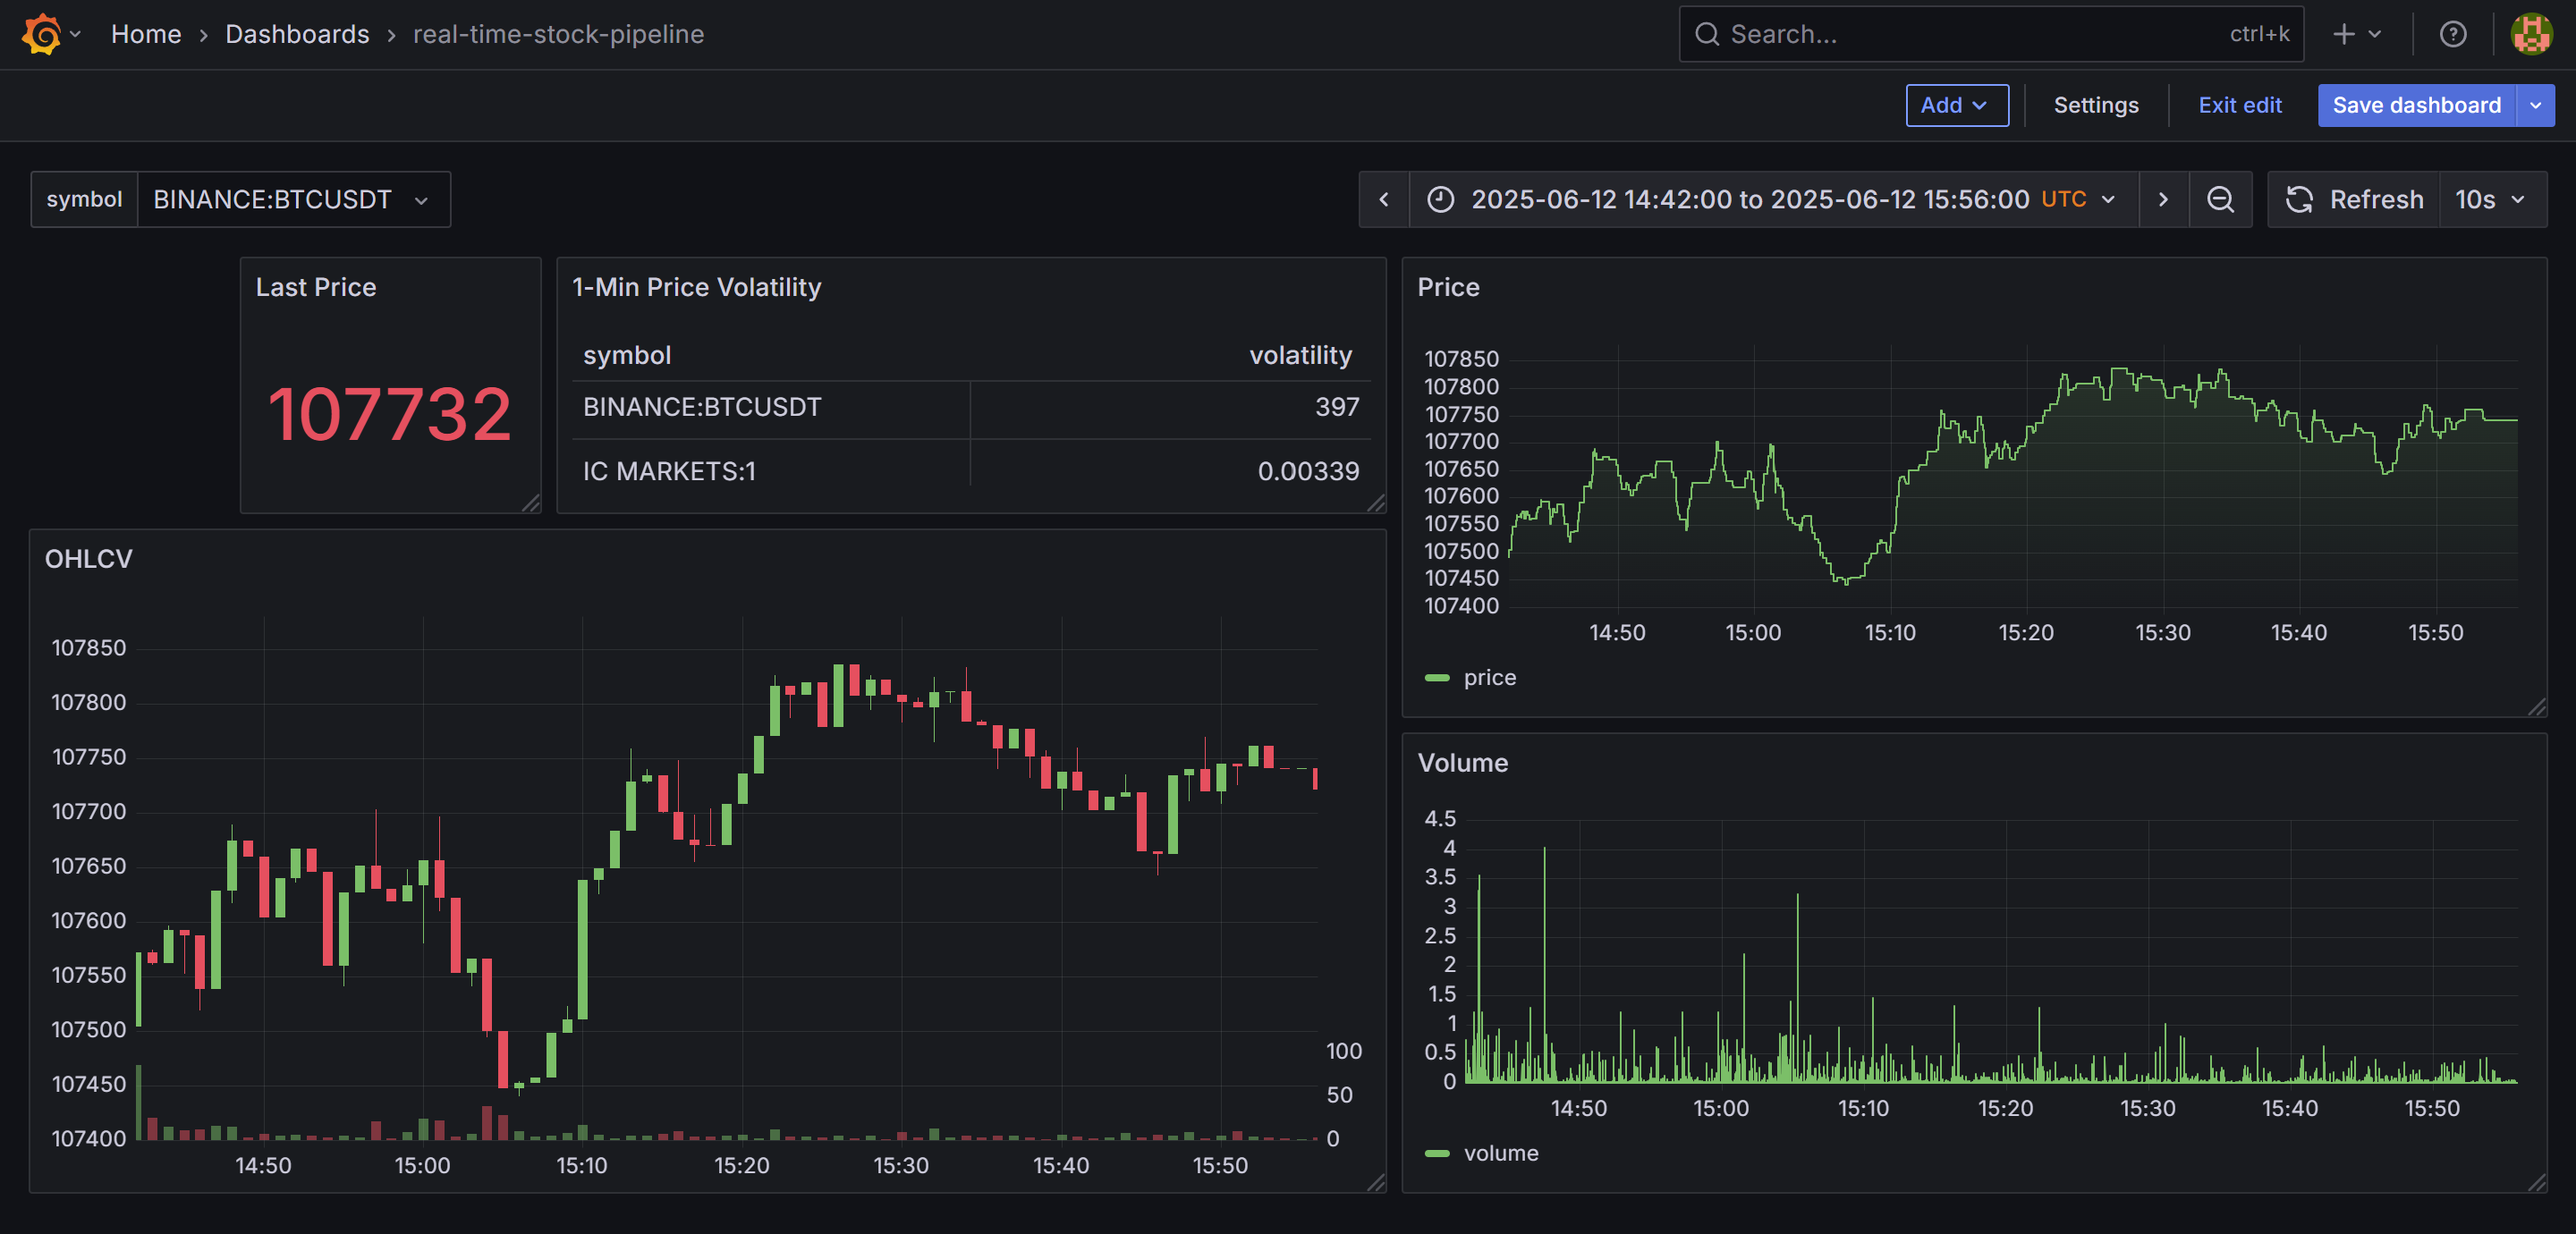 Home › Dashboards › real-time-stock-pipeline
Search... ctrl+k
Add Settings Exit edit Save dashboard
symbol BINANCE:BTCUSDT
2025-06-12 14:42:00 to 2025-06-12 15:56:00 UTC
Refresh 10s
Last Price
107732
1-Min Price Volatility
symbol volatility
BINANCE:BTCUSDT 397
IC MARKETS:1 0.00339
Price
107850
107800
107750
107700
107650
107600
107550
107500
107450
107400
14:50 15:00 15:10 15:20 15:30 15:40 15:50
price
OHLCV
107850
107800
107750
107700
107650
107600
107550
107500
107450
107400
100
50
0
14:50 15:00 15:10 15:20 15:30 15:40 15:50
Volume
4.5
4
3.5
3
2.5
2
1.5
1
0.5
0
14:50 15:00 15:10 15:20 15:30 15:40 15:50
volume